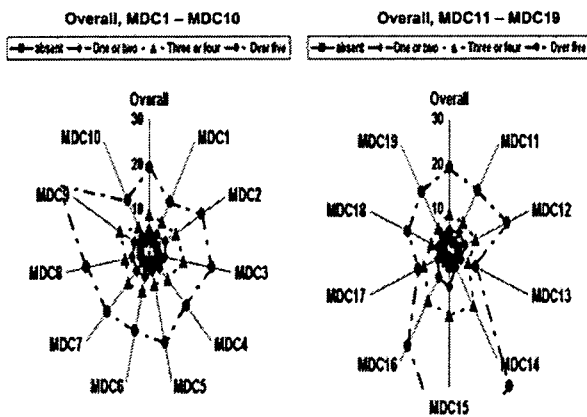 Overall, MDC1 – MDC10
absent One or two Three or four Over five
Overall
30
20
10
MDC1
MDC2
MDC3
MDC4
MDC5
MDC6
MDC7
MDC8
MDC9
MDC10
Overall, MDC11 – MDC19
absent One or two Three or four Over five
Overall
30
20
10
MDC11
MDC12
MDC13
MDC14
MDC15
MDC16
MDC17
MDC18
MDC19